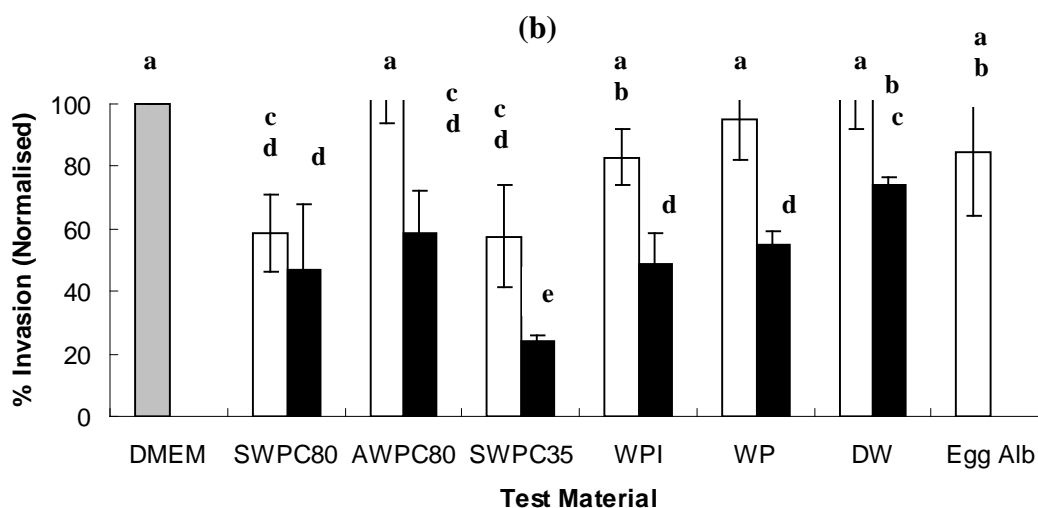 (b)
a
a
a
a
a
a
b
b
c
d
c
d
c
d
b
c
d
d
d
e
% Invasion (Normalised)
100
80
60
40
20
0
DMEM SWPC80 AWPC80 SWPC35 WPI WP DW Egg Alb
Test Material